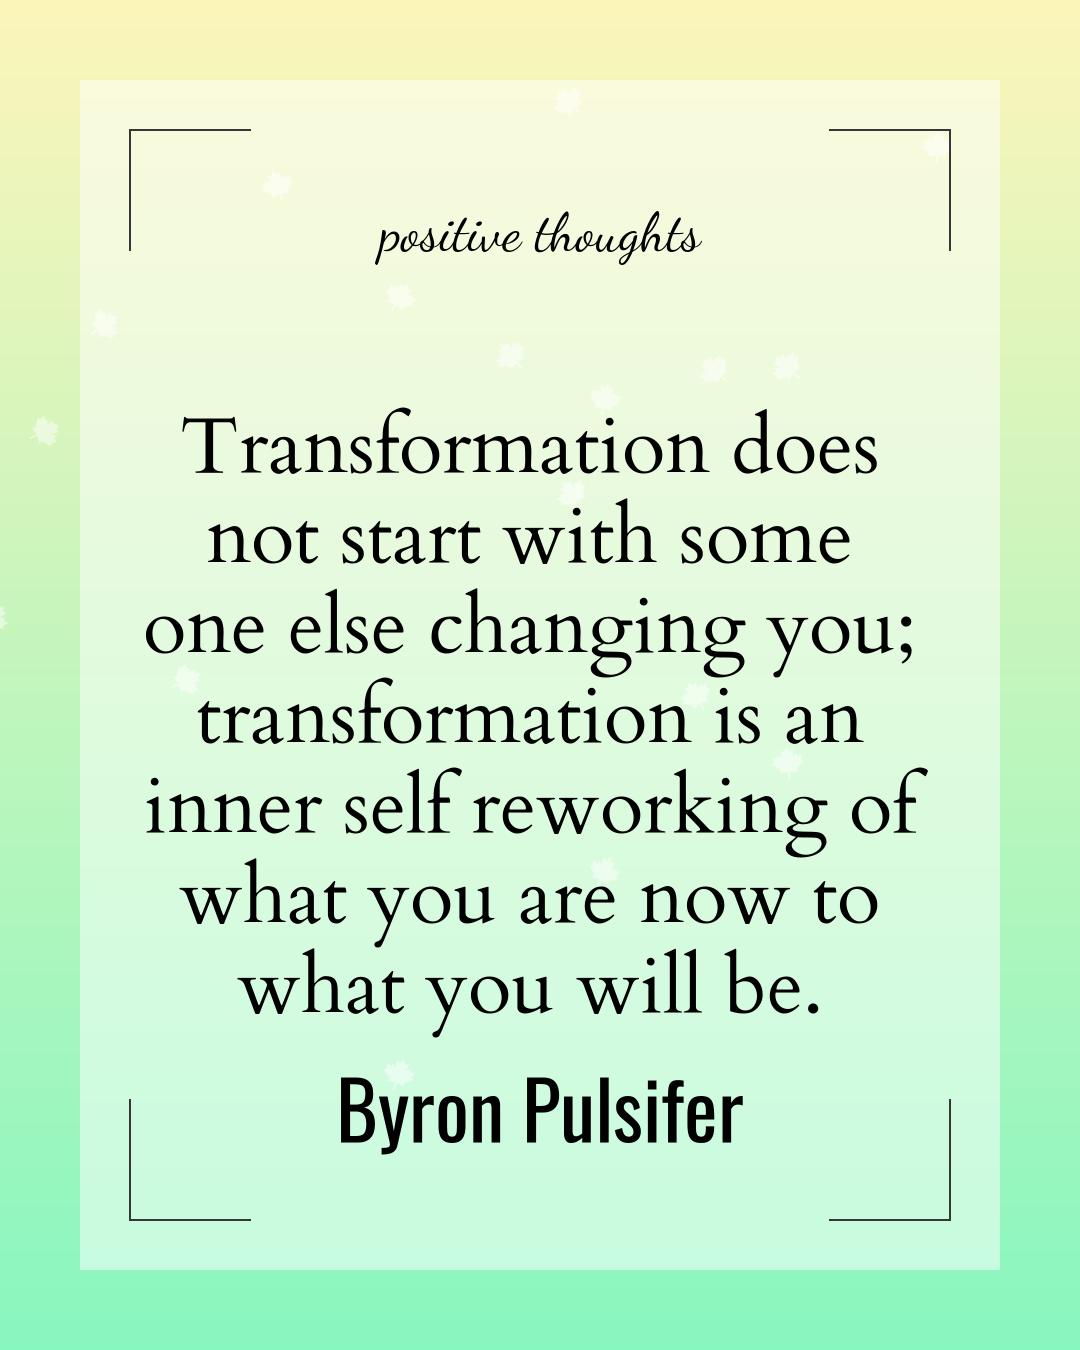 positive thoughts
Transformation does
not start with some
one else changing you;
transformation is an
inner self reworking of
what you are now to
what you will be.
Byron Pulsifer